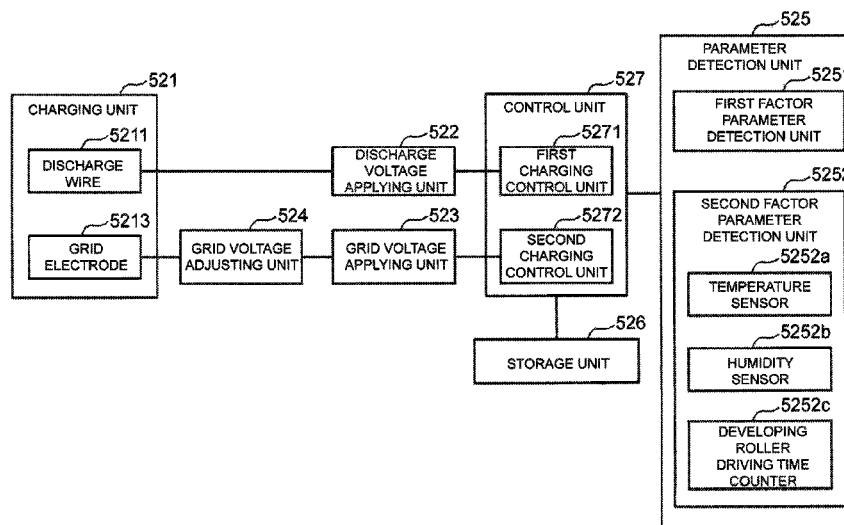 521
CHARGING UNIT
5211
DISCHARGE
WIRE
5213
GRID
ELECTRODE
524
GRID VOLTAGE
ADJUSTING UNIT
522
DISCHARGE
VOLTAGE
APPLYING UNIT
523
GRID VOLTAGE
APPLYING UNIT
527
CONTROL UNIT
5271
FIRST
CHARGING
CONTROL UNIT
5272
SECOND
CHARGING
CONTROL UNIT
526
STORAGE UNIT
525
PARAMETER
DETECTION UNIT
5251
FIRST FACTOR
PARAMETER
DETECTION UNIT
5252
SECOND FACTOR
PARAMETER
DETECTION UNIT
5252a
TEMPERATURE
SENSOR
5252b
HUMIDITY
SENSOR
5252c
DEVELOPING
ROLLER
DRIVING TIME
COUNTER